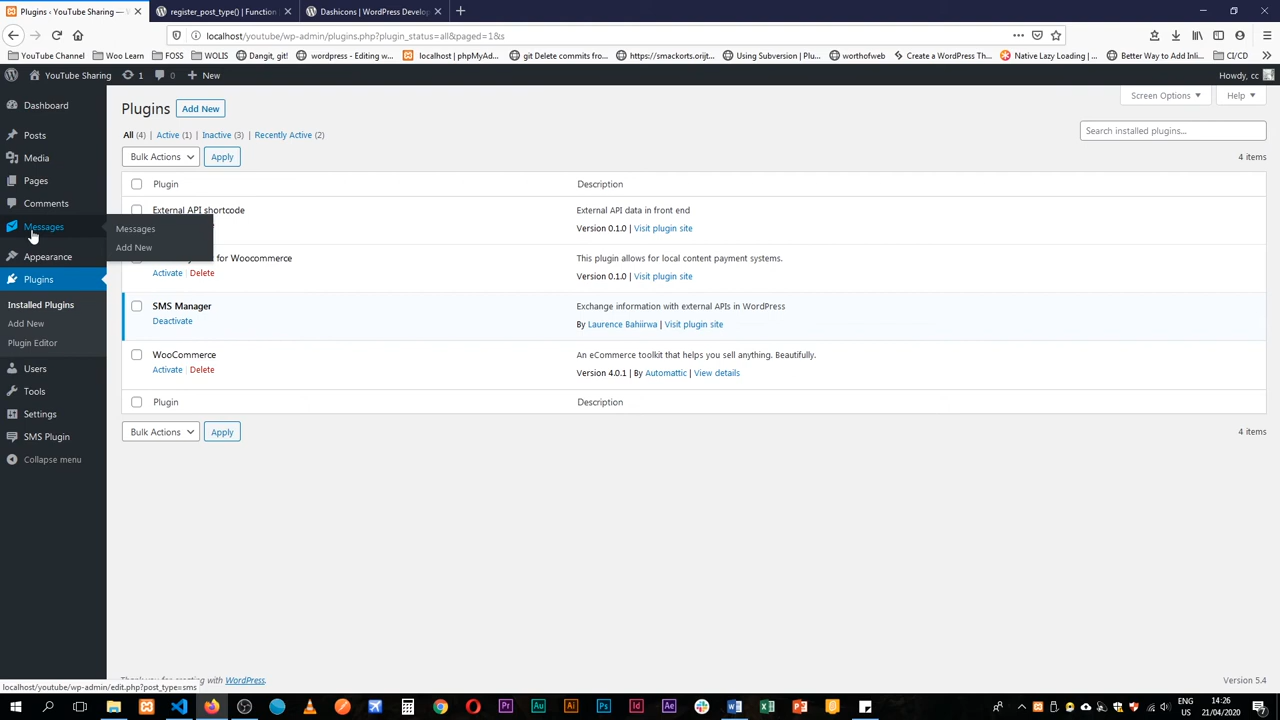 Plugins ‹ YouTube Sharing —
register_post_type() | Function
Dashicons | WordPress Develop
localhost/youtube/wp-admin/plugins.php?plugin_status=all&paged=1&s
YouTube Channel Woo Learn FOSS WOLIS Dangit, git! wordpress - Editing w... localhost | phpMyAd... git Delete commits fro... https://smackorts.orijt... Using Subversion | Plu... worthofweb Create a WordPress Th... Native Lazy Loading | ... Better Way to Add Inli... CI/CD
YouTube Sharing 1 0 New Howdy, cc
Screen Options Help
Dashboard
Posts
Media
Pages
Comments
Messages
Messages
Add New
Appearance
Plugins
Installed Plugins
Add New
Plugin Editor
Users
Tools
Settings
SMS Plugin
Collapse menu
Plugins Add New
All (4) | Active (1) | Inactive (3) | Recently Active (2)
Search installed plugins...
Bulk Actions Apply 4 items
Plugin Description
External API shortcode External API data in front end
Version 0.1.0 | Visit plugin site
for Woocommerce This plugin allows for local content payment systems.
Activate | Delete Version 0.1.0 | Visit plugin site
SMS Manager Exchange information with external APIs in WordPress
Deactivate By Laurence Bahiirwa | Visit plugin site
WooCommerce An eCommerce toolkit that helps you sell anything. Beautifully.
Activate | Delete Version 4.0.1 | By Automattic | View details
Plugin Description
Bulk Actions Apply 4 items
Thank you for creating with WordPress. Version 5.4
localhost/youtube/wp-admin/edit.php?post_type=sms
ENG
US
14:26
21/04/2020